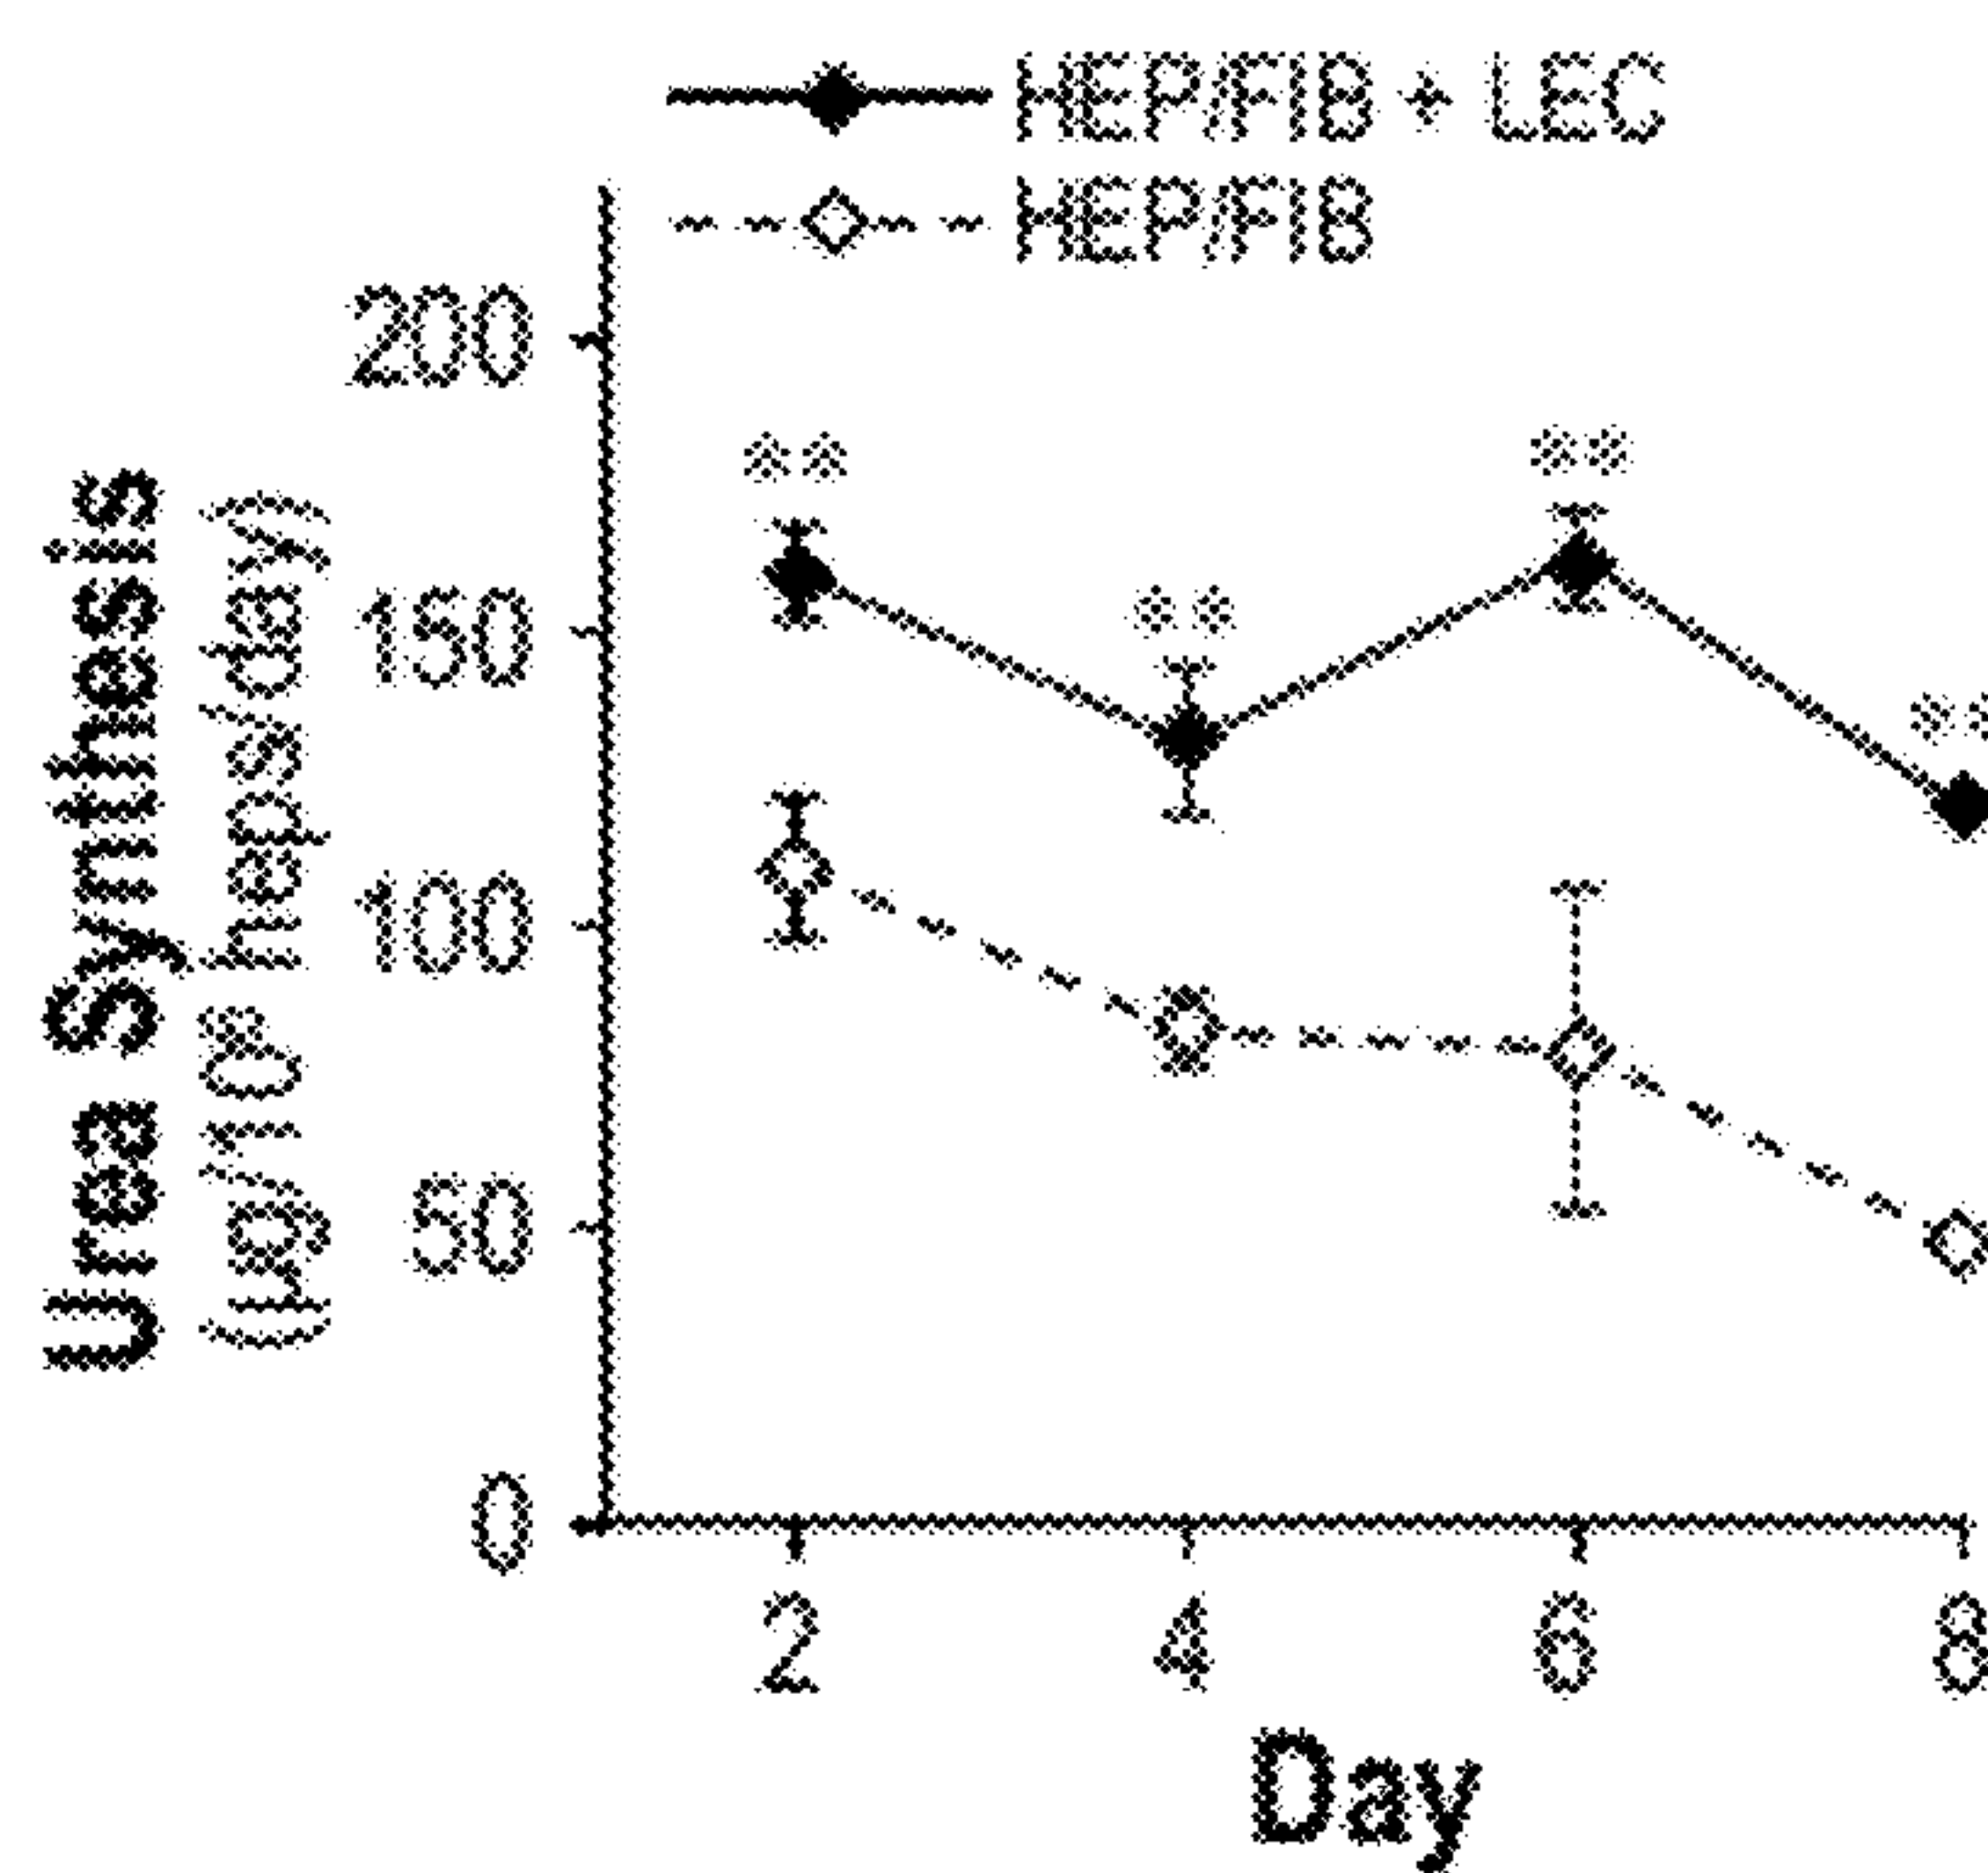 HEP/FIB + LEC
HEP/FIB
200
150
100
50
0
Urea Synthesis
(µg/10⁶ heps/day)
**
**
**
**
2 4 6 8
Day